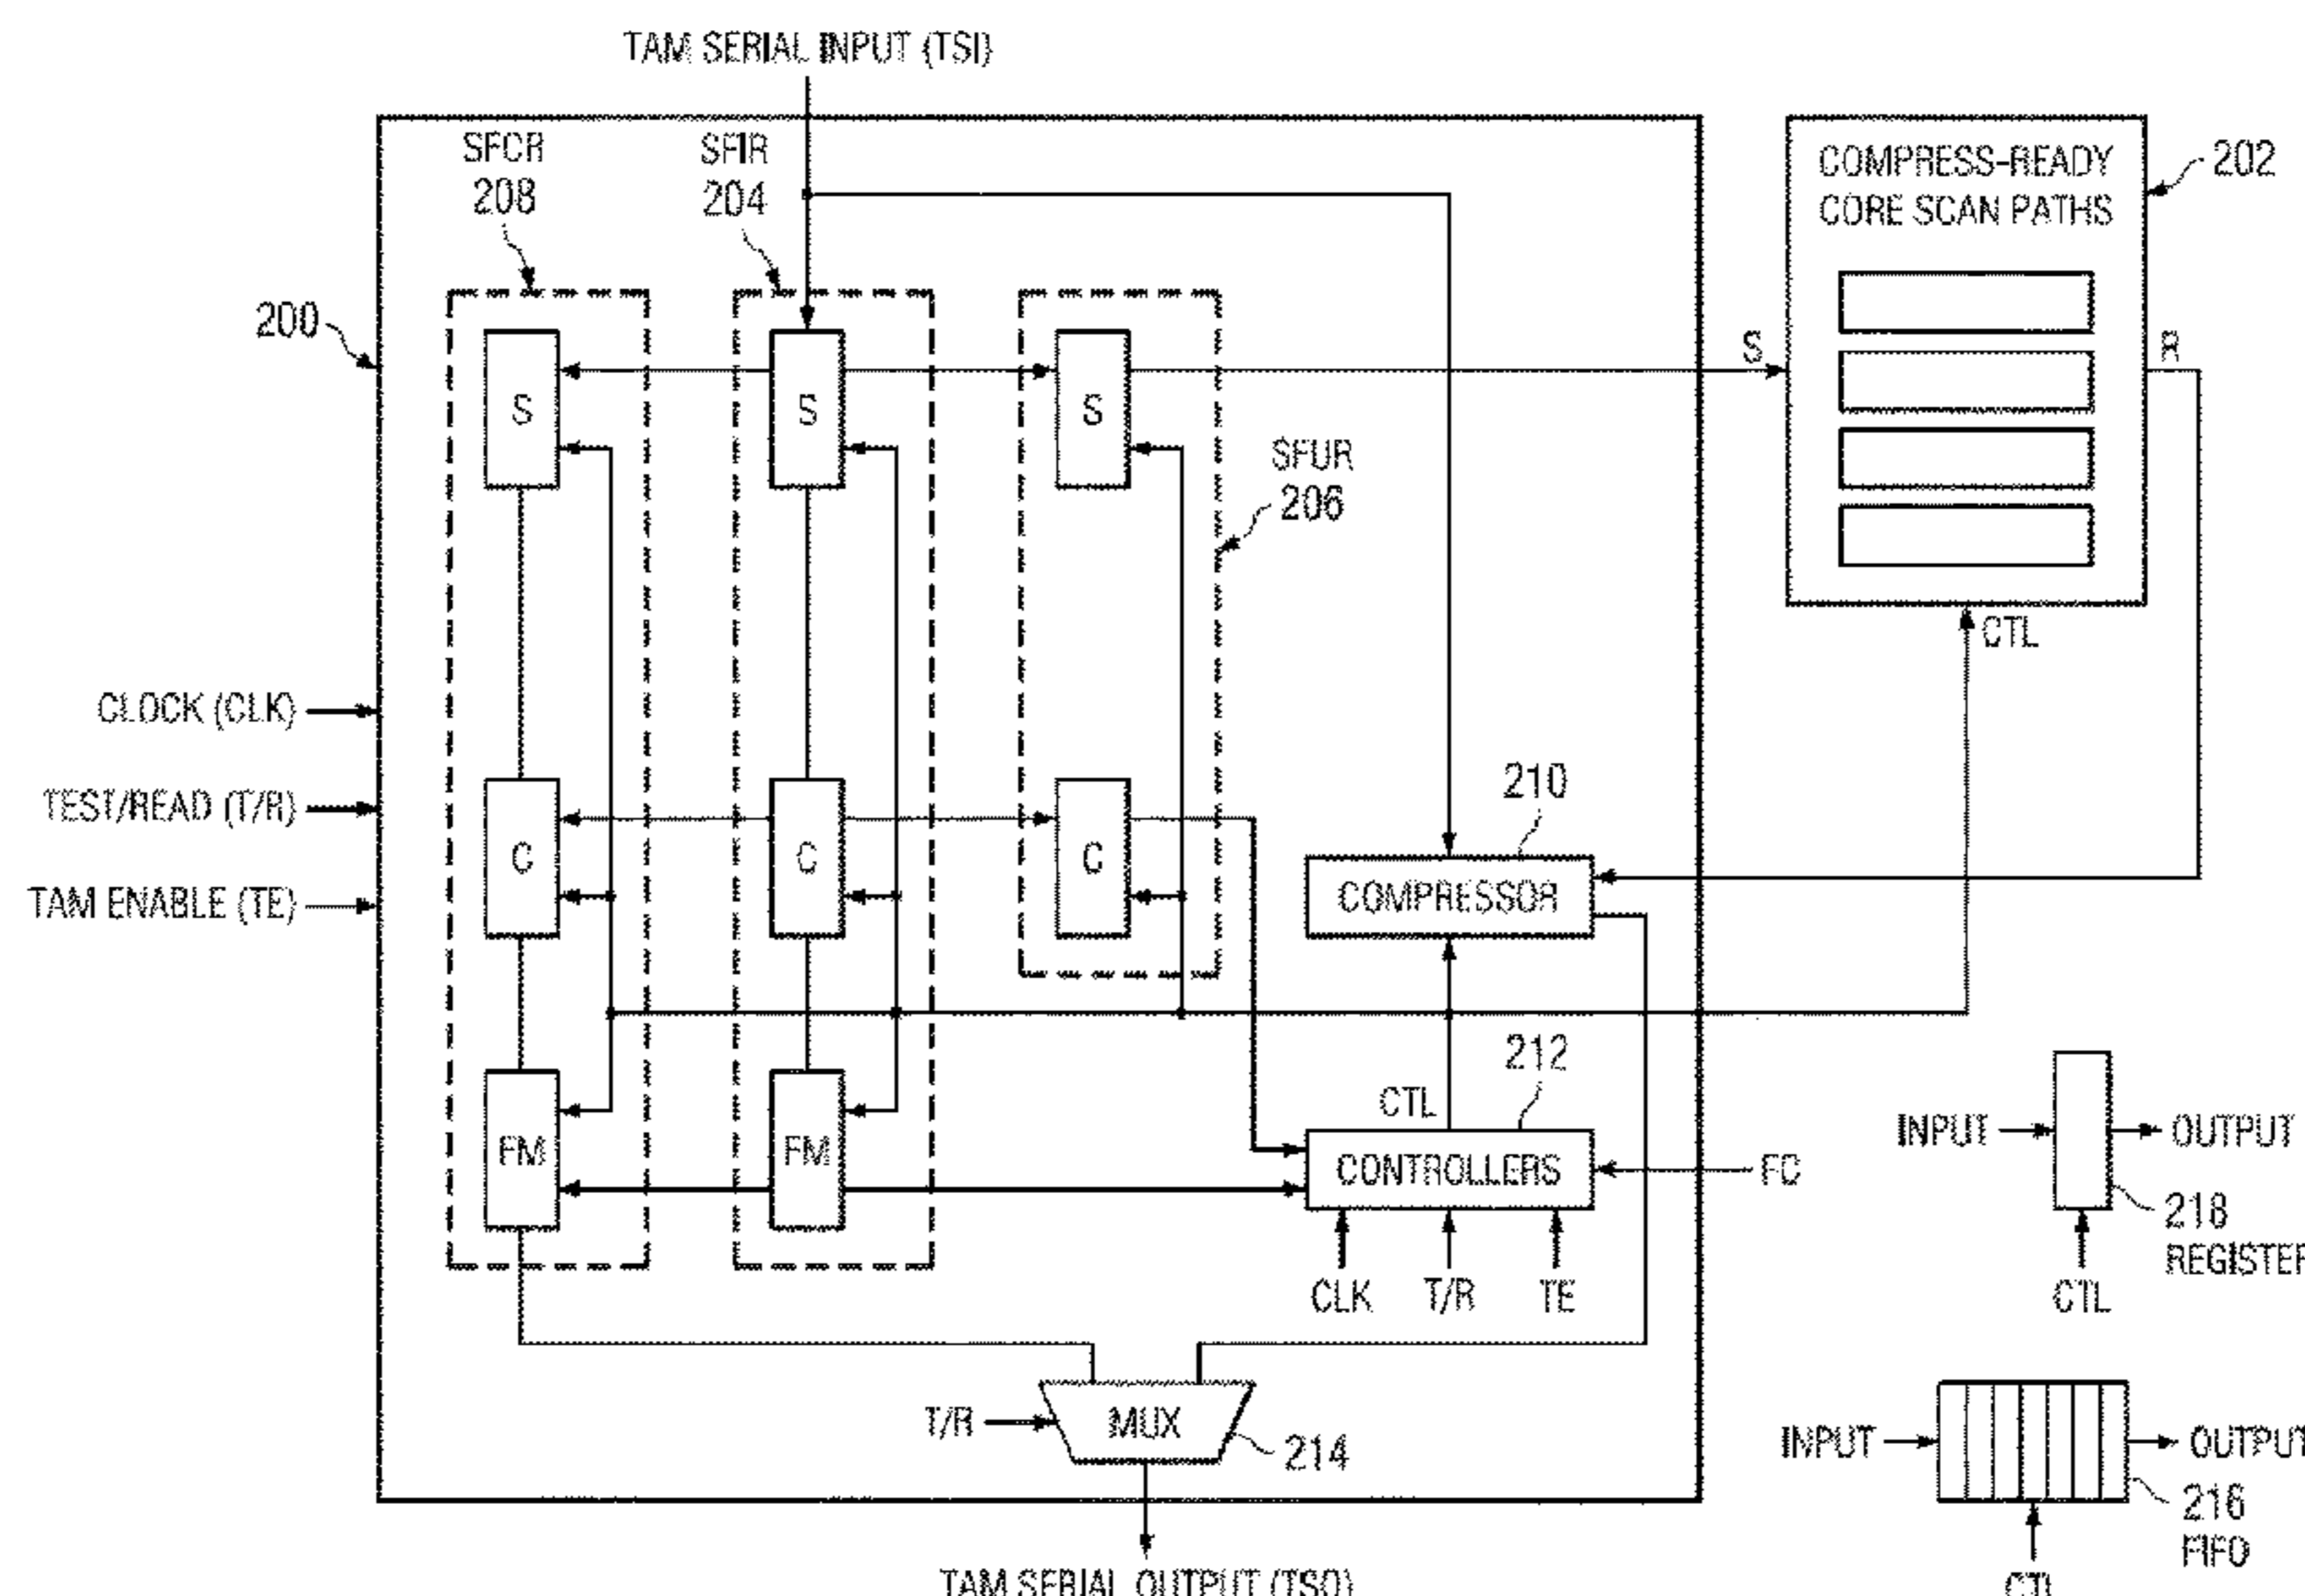 TAM SERIAL INPUT (TSI)
SFCR
208
SFIR
204
COMPRESS-READY
CORE SCAN PATHS
202
200
S
S
S
S
R
SFUR
206
CTL
CLOCK (CLK)
TEST/READ (T/R)
TAM ENABLE (TE)
C
C
C
210
COMPRESSOR
212
CTL
FM
FM
CONTROLLERS
FC
CLK
T/R
TE
INPUT
OUTPUT
218
REGISTER
CTL
T/R
MUX
214
INPUT
OUTPUT
216
FIFO
CTL
TAM SERIAL OUTPUT (TSO)